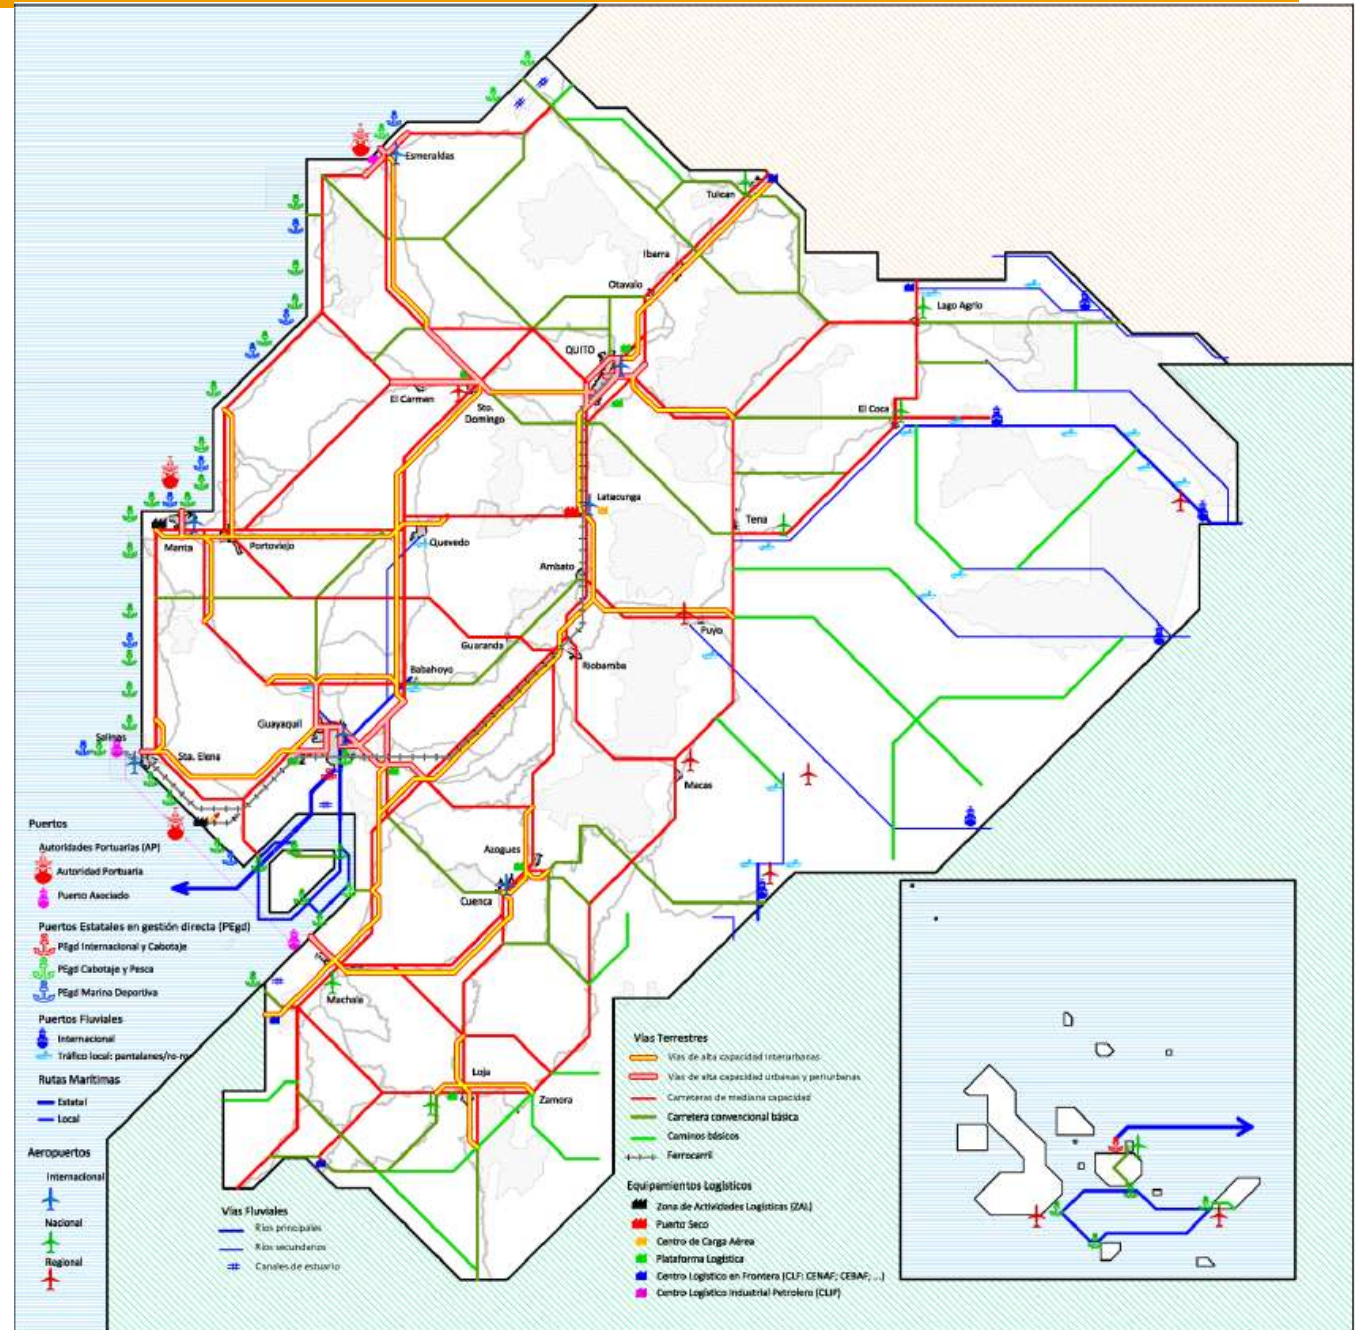 Esmeraldas
Tulcan
Ibarra
Otavalo
Lago Agrio
QUITO
El Carmen
Sto.
Domingo
El Coca
Latacunga
Tena
Manta
Portoviejo
Quevedo
Ambato
Puyo
Guaranda
Riobamba
Babahoyo
Guayaquil
Salinas
Sta. Elena
Macas
Azogues
Cuenca
Machala
Loja
Zamora
Puertos
Autoridades Portuarias (AP)
Autoridad Portuaria
Puerto Asociado
Puertos Estatales en gestión directa (PEgd)
PEgd Internacional y Cabotaje
PEgd Cabotaje y Pesca
PEgd Marina Deportiva
Puertos Fluviales
Internacional
Tráfico local: pantalanes/ro-ro
Rutas Marítimas
Estatal
Local
Aeropuertos
Internacional
Nacional
Regional
Vías Fluviales
Ríos principales
Ríos secundarios
Canales de estuario
Vías Terrestres
Vías de alta capacidad interurbanas
Vías de alta capacidad urbanas y periurbanas
Carreteras de mediana capacidad
Carretera convencional básica
Caminos básicos
Ferrocarril
Equipamientos Logísticos
Zona de Actividades Logísticas (ZAL)
Puerto Seco
Centro de Carga Aérea
Plataforma Logística
Centro Logístico en Frontera (CLF: CENAF; CEBAF; ...)
Centro Logístico Industrial Petrolero (CLIP)